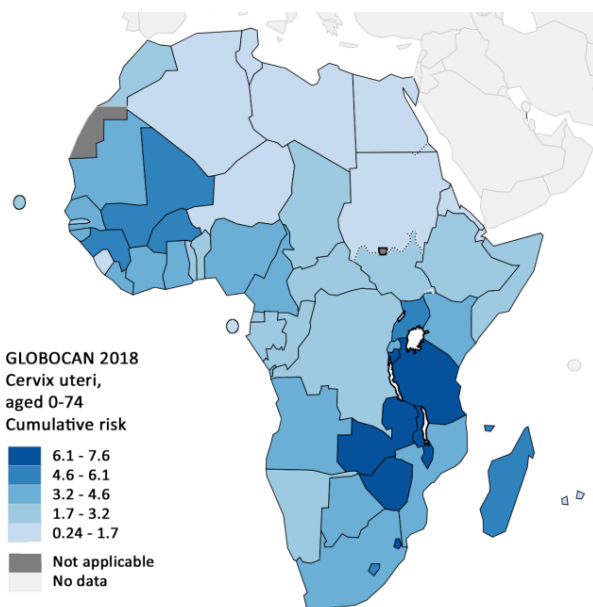 GLOBOCAN 2018
Cervix uteri,
aged 0-74
Cumulative risk
6.1 - 7.6
4.6 - 6.1
3.2 - 4.6
1.7 - 3.2
0.24 - 1.7
Not applicable
No data